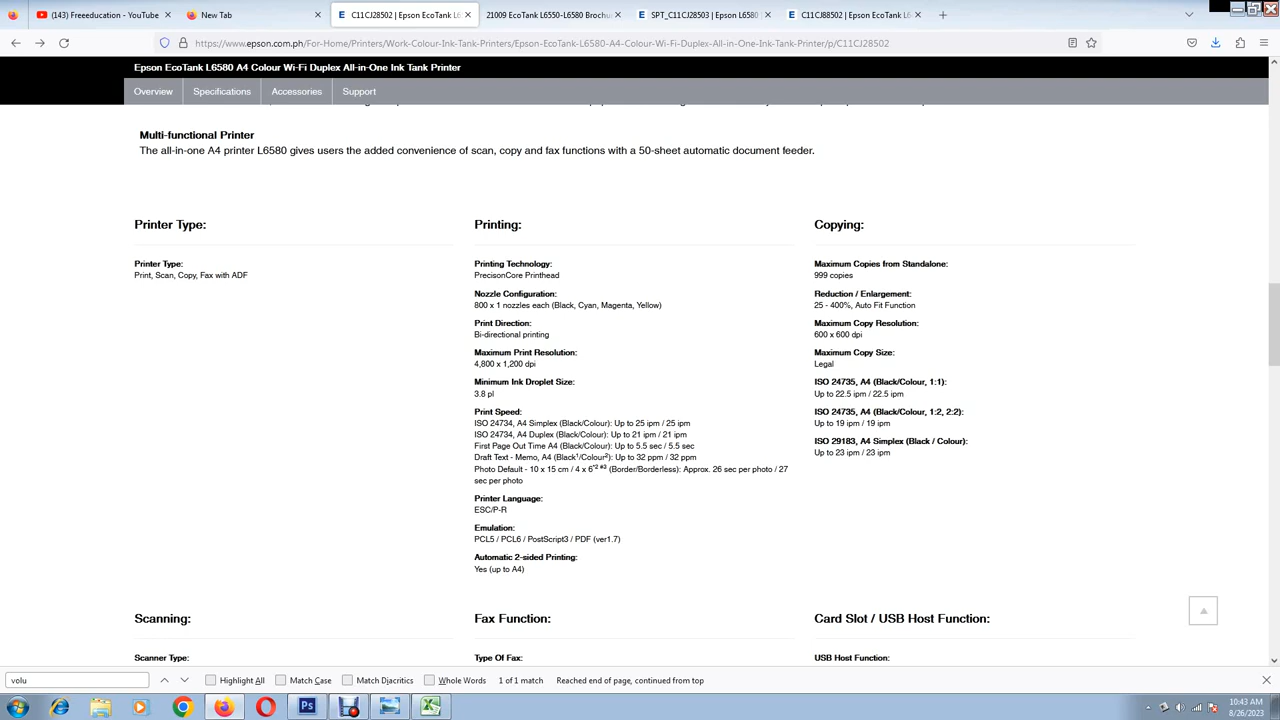 (143) Freeeducation - YouTube
New Tab
C11CJ28502 | Epson EcoTank L6
21009 EcoTank L6550-L6580 Brochu
SPT_C11CJ28503 | Epson L6580
C11CJ88502 | Epson EcoTank L6
https://www.epson.com.ph/For-Home/Printers/Work-Colour-Ink-Tank-Printers/Epson-EcoTank-L6580-A4-Colour-Wi-Fi-Duplex-All-in-One-Ink-Tank-Printer/p/C11CJ28502
Epson EcoTank L6580 A4 Colour Wi-Fi Duplex All-in-One Ink Tank Printer
Overview
Specifications
Accessories
Support
Multi-functional Printer
The all-in-one A4 printer L6580 gives users the added convenience of scan, copy and fax functions with a 50-sheet automatic document feeder.
Printer Type:
Printer Type:
Print, Scan, Copy, Fax with ADF
Printing:
Printing Technology:
PrecisonCore Printhead
Nozzle Configuration:
800 x 1 nozzles each (Black, Cyan, Magenta, Yellow)
Print Direction:
Bi-directional printing
Maximum Print Resolution:
4,800 x 1,200 dpi
Minimum Ink Droplet Size:
3.8 pl
Print Speed:
ISO 24734, A4 Simplex (Black/Colour): Up to 25 ipm / 25 ipm
ISO 24734, A4 Duplex (Black/Colour): Up to 21 ipm / 21 ipm
First Page Out Time A4 (Black/Colour): Up to 5.5 sec / 5.5 sec
Draft Text - Memo, A4 (Black¹/Colour²): Up to 32 ppm / 32 ppm
Photo Default - 10 x 15 cm / 4 x 6"*2 #3 (Border/Borderless): Approx. 26 sec per photo / 27
sec per photo
Printer Language:
ESC/P-R
Emulation:
PCL5 / PCL6 / PostScript3 / PDF (ver1.7)
Automatic 2-sided Printing:
Yes (up to A4)
Copying:
Maximum Copies from Standalone:
999 copies
Reduction / Enlargement:
25 - 400%, Auto Fit Function
Maximum Copy Resolution:
600 x 600 dpi
Maximum Copy Size:
Legal
ISO 24735, A4 (Black/Colour, 1:1):
Up to 22.5 ipm / 22.5 ipm
ISO 24735, A4 (Black/Colour, 1:2, 2:2):
Up to 19 ipm / 19 ipm
ISO 29183, A4 Simplex (Black / Colour):
Up to 23 ipm / 23 ipm
Scanning:
Scanner Type:
Fax Function:
Type Of Fax:
Card Slot / USB Host Function:
USB Host Function:
volu
Highlight All
Match Case
Match Diacritics
Whole Words
1 of 1 match
Reached end of page, continued from top
10:43 AM
8/26/2023